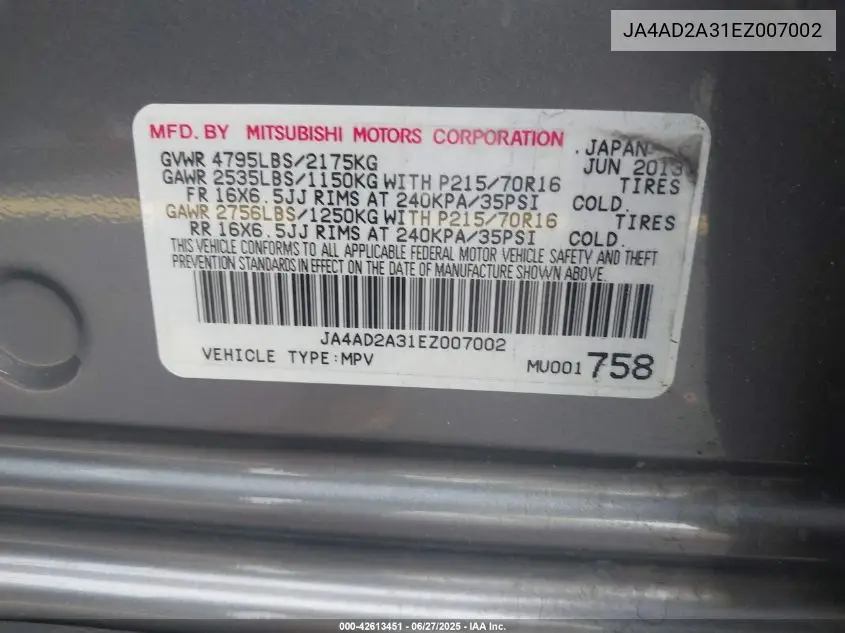 JA4AD2A31EZ007002
MFD. BY MITSUBISHI MOTORS CORPORATION . JAPAN
GVWR 4795LBS/2175KG JUN 2013
GAWR 2535LBS/1150KG WITH P215/70R16 TIRES
FR 16X6.5JJ RIMS AT 240KPA/35PSI COLD.
GAWR 2756LBS/1250KG WITH P215/70R16 TIRES
RR 16X6.5JJ RIMS AT 240KPA/35PSI COLD.
THIS VEHICLE CONFORMS TO ALL APPLICABLE FEDERAL MOTOR VEHICLE SAFETY AND THEFT
PREVENTION STANDARDS IN EFFECT ON THE DATE OF MANUFACTURE SHOWN ABOVE.
JA4AD2A31EZ007002
VEHICLE TYPE:MPV MU001758
000-42613451 - 06/27/2025 - IAA Inc.